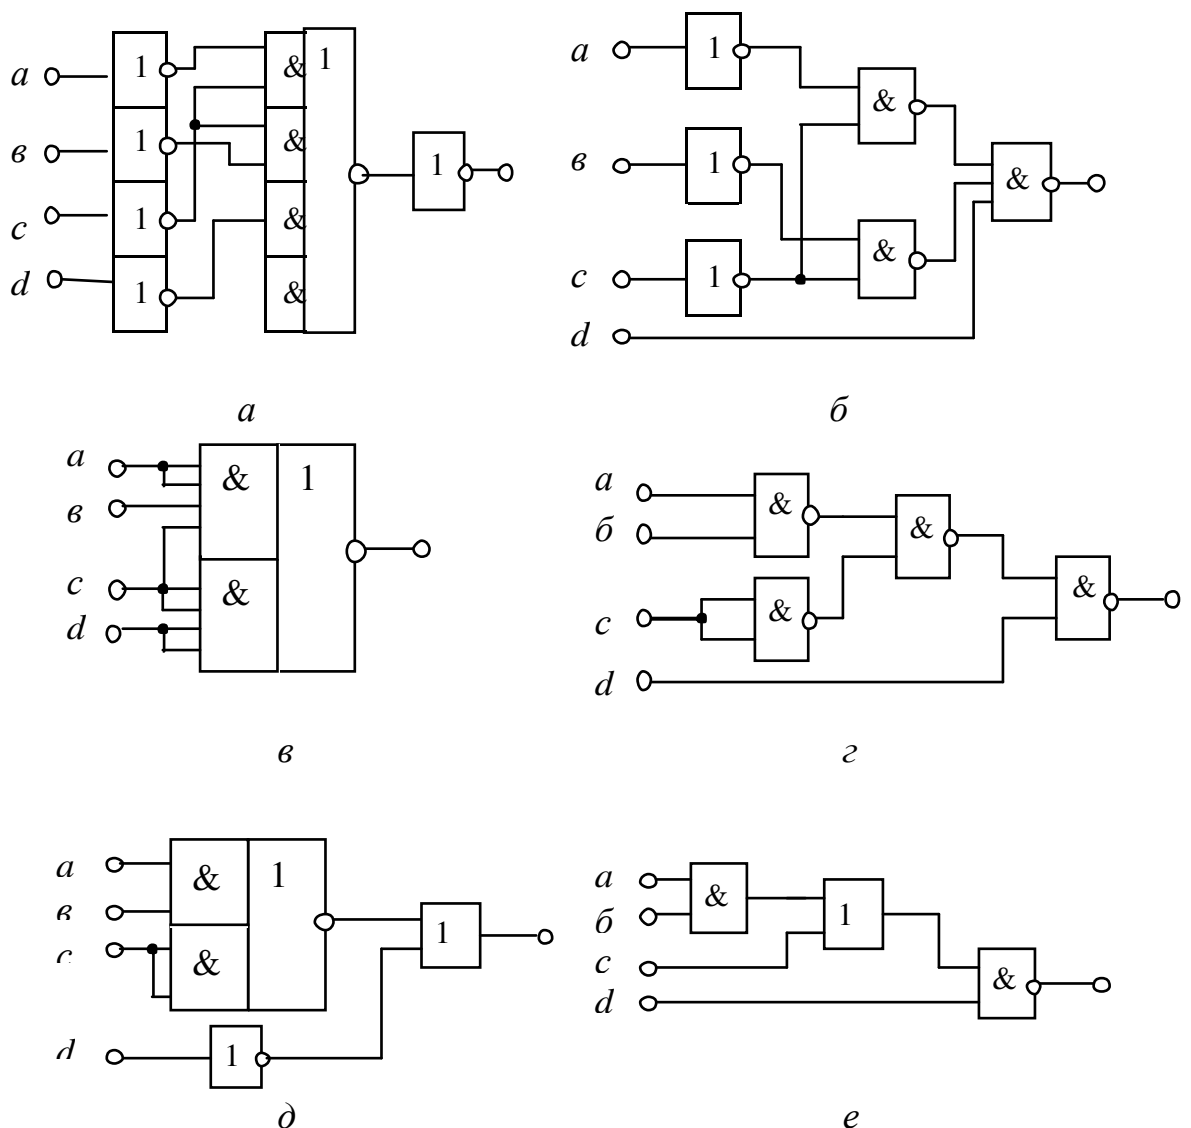 a 1 & 1
в 1 & 1
c 1 &
d 1 &
а
a 1 &
в 1 &
c 1 &
d
б
a & 1
в
c &
d
в
a & &
б
c & &
d
г
a & 1
в 1
c &
d 1
д
a &
б 1
c &
d
е